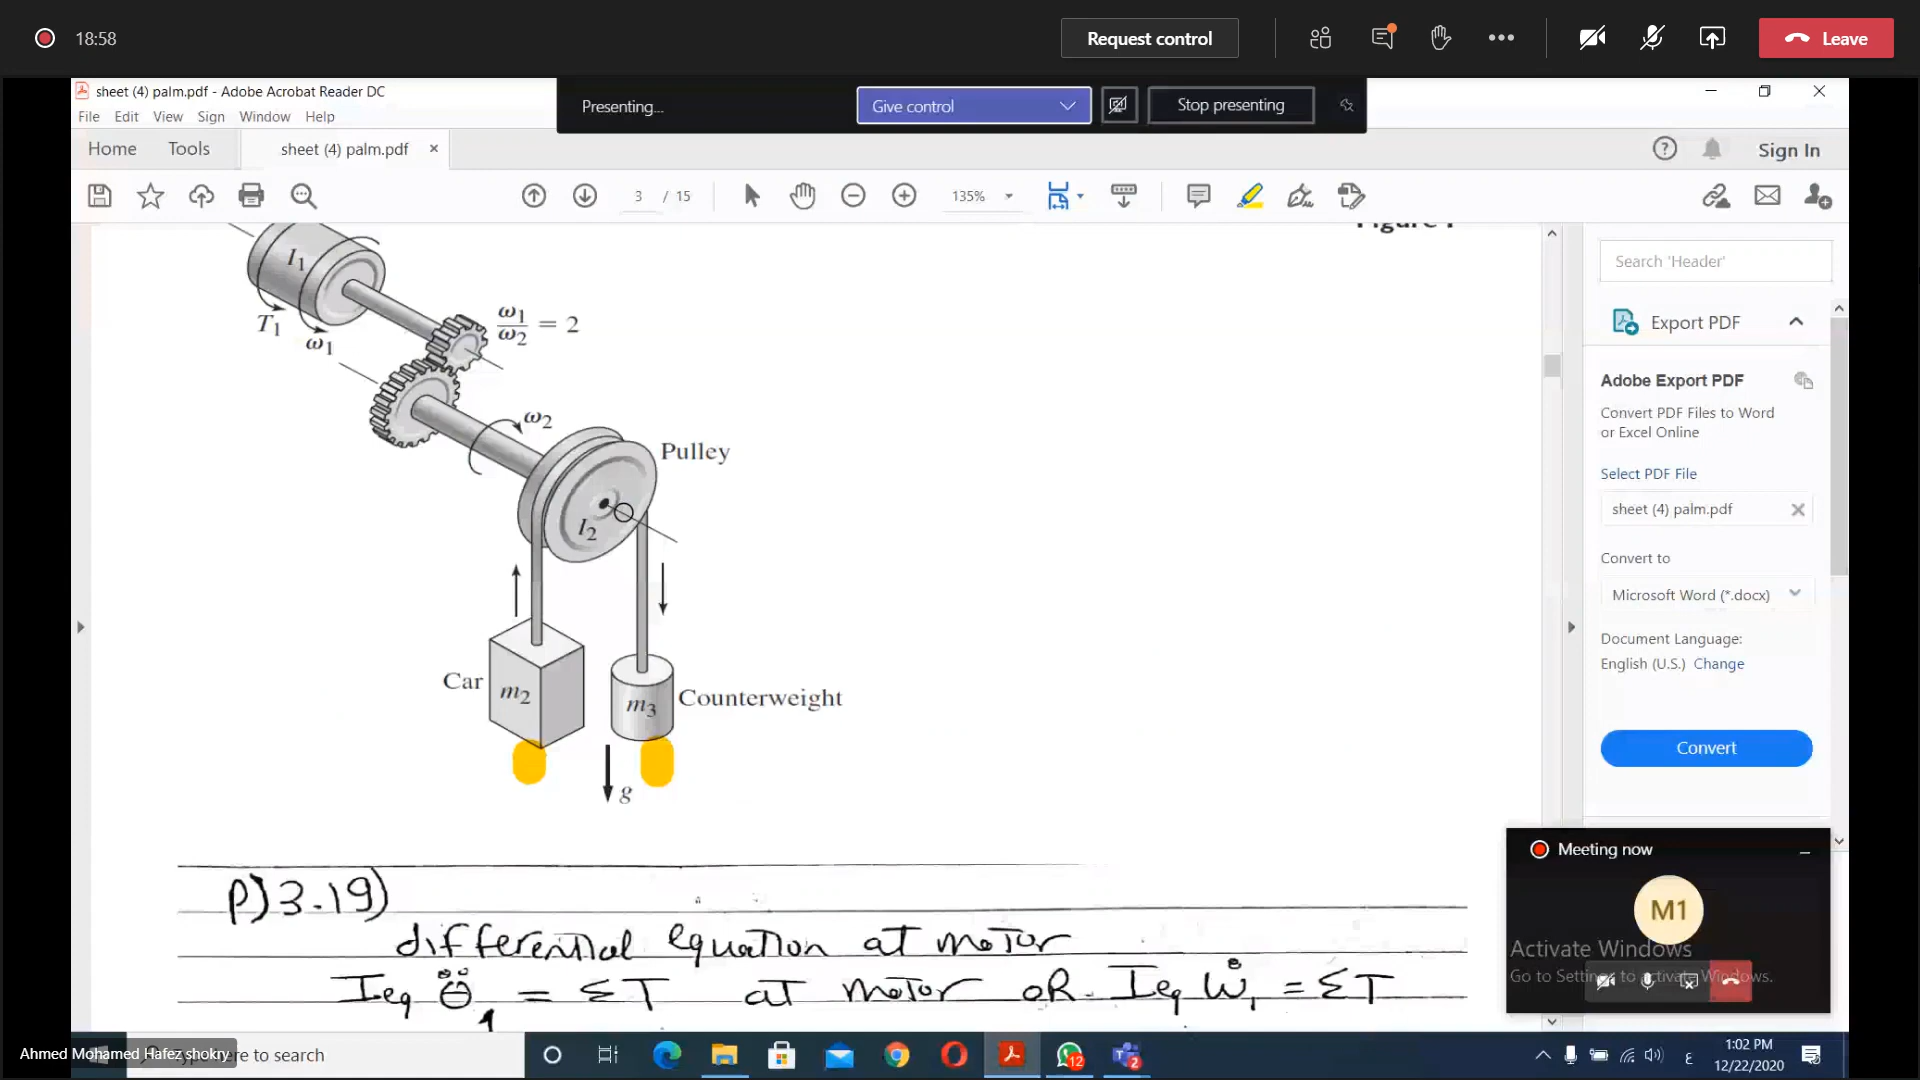 18:58
Request control
Leave
sheet (4) palm.pdf - Adobe Acrobat Reader DC
Presenting...
Give control
Stop presenting
File Edit View Sign Window Help
Home Tools sheet (4) palm.pdf
Sign In
3 / 15
135%
Figure
I1
T1
ω1
ω1/ω2 = 2
ω2
Pulley
I2
Car
m2
m3
Counterweight
g
P)3.19)
differential equation at motor
Ieq θ̈1 = ΣT at motor OR Ieq ω̇1 = ΣT
Search 'Header'
Export PDF
Adobe Export PDF
Convert PDF Files to Word
or Excel Online
Select PDF File
sheet (4) palm.pdf
Convert to
Microsoft Word (*.docx)
Document Language:
English (U.S.) Change
Convert
Meeting now
M1
Activate Windows
Go to Settings to activate Windows.
Ahmed Mohamed Hafez shokry
here to search
12
2
ع
1:02 PM
12/22/2020